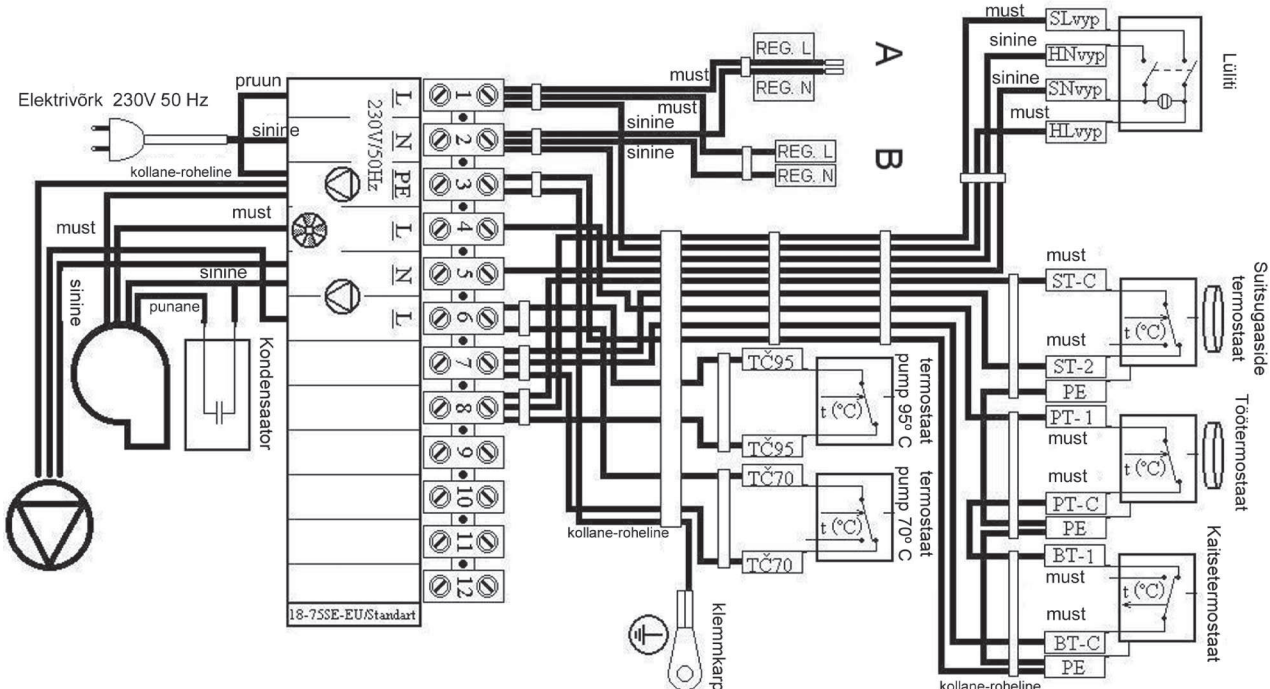 Elektrivõrk 230V 50 Hz
pruun
sinine
kollane-roheline
must
must
sinine
sinine
punane
Kondensaator
230V/50Hz
L
N
PE
L
N
L
1
2
3
4
5
6
7
8
9
10
11
12
18-75SE-EU/Standart
must
must
sinine
sinine
REG. L
REG. N
A
REG. L
REG. N
B
must
SLvyp
sinine
HNvyp
sinine
SNvyp
must
HLvyp
Lüliti
must
ST-C
must
ST-2
PE
t (°C)
Suitsugaaside
termostaat
PT-1
must
must
PT-C
PE
t (°C)
Töötermostaat
BT-1
must
must
BT-C
PE
t (°C)
Kaitsetermostaat
kollane-roheline
TČ95
TČ95
t (°C)
termostaat
pump 95º C
TČ70
TČ70
t (°C)
termostaat
pump 70º C
kollane-roheline
klemmkarp